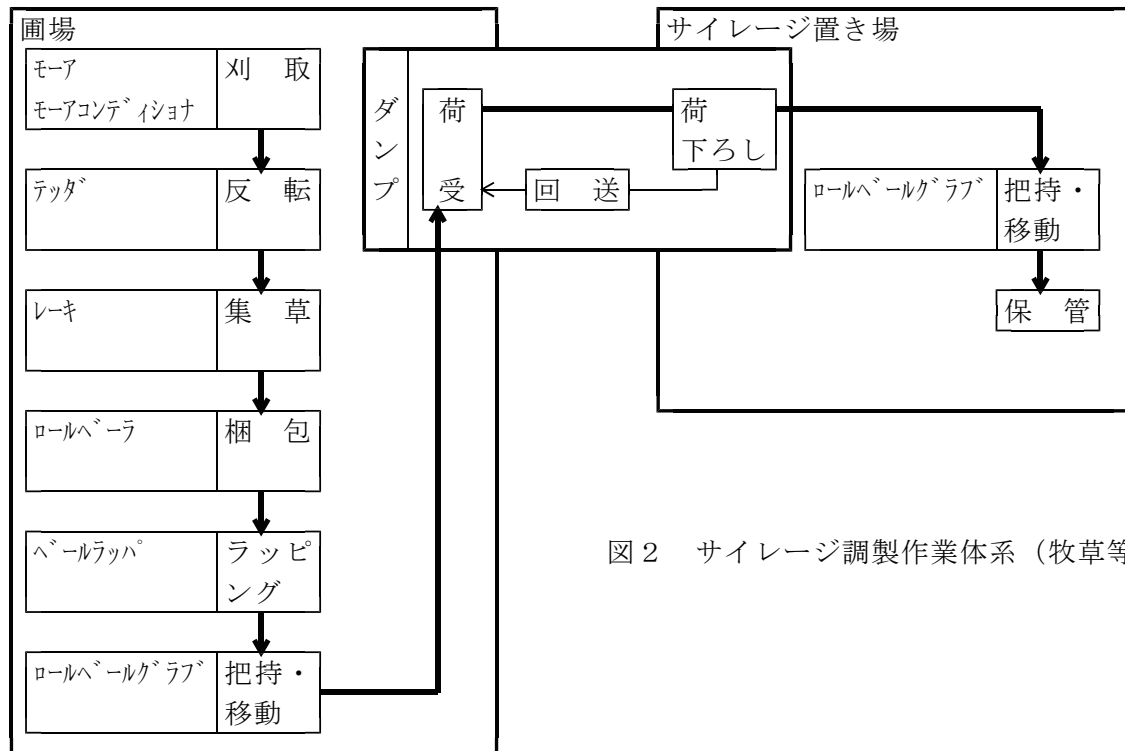 圃場
モーア
モーアコンディショナ
刈 取
テッダ
反 転
レーキ
集 草
ロールベーラ
梱 包
ベールラッパ
ラッピ
ング
ロールベールグラブ
把持・
移動
ダンプ
荷 受
荷
下ろし
回 送
サイレージ置き場
ロールベールグラブ
把持・
移動
保 管
図2 サイレージ調製作業体系(牧草等